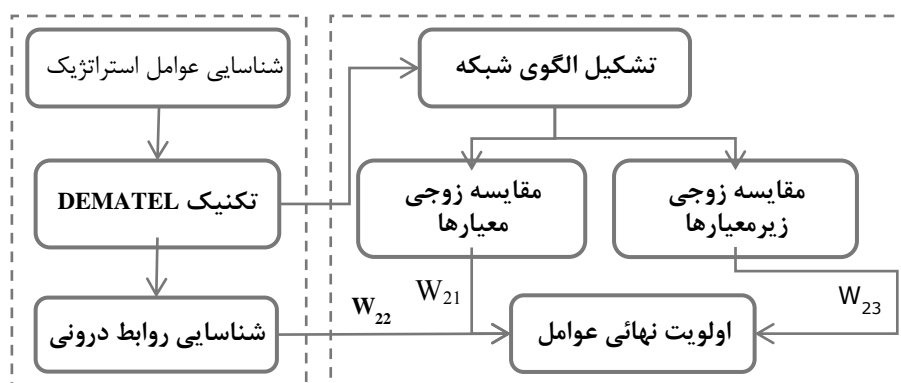 شناسایی عوامل استراتژیک
تکنیک DEMATEL
شناسایی روابط درونی
تشکیل الگوی شبکه
مقایسه زوجی
معیارها
مقایسه زوجی
زیرمعیارها
W22
W21
W23
اولویت نهائی عوامل